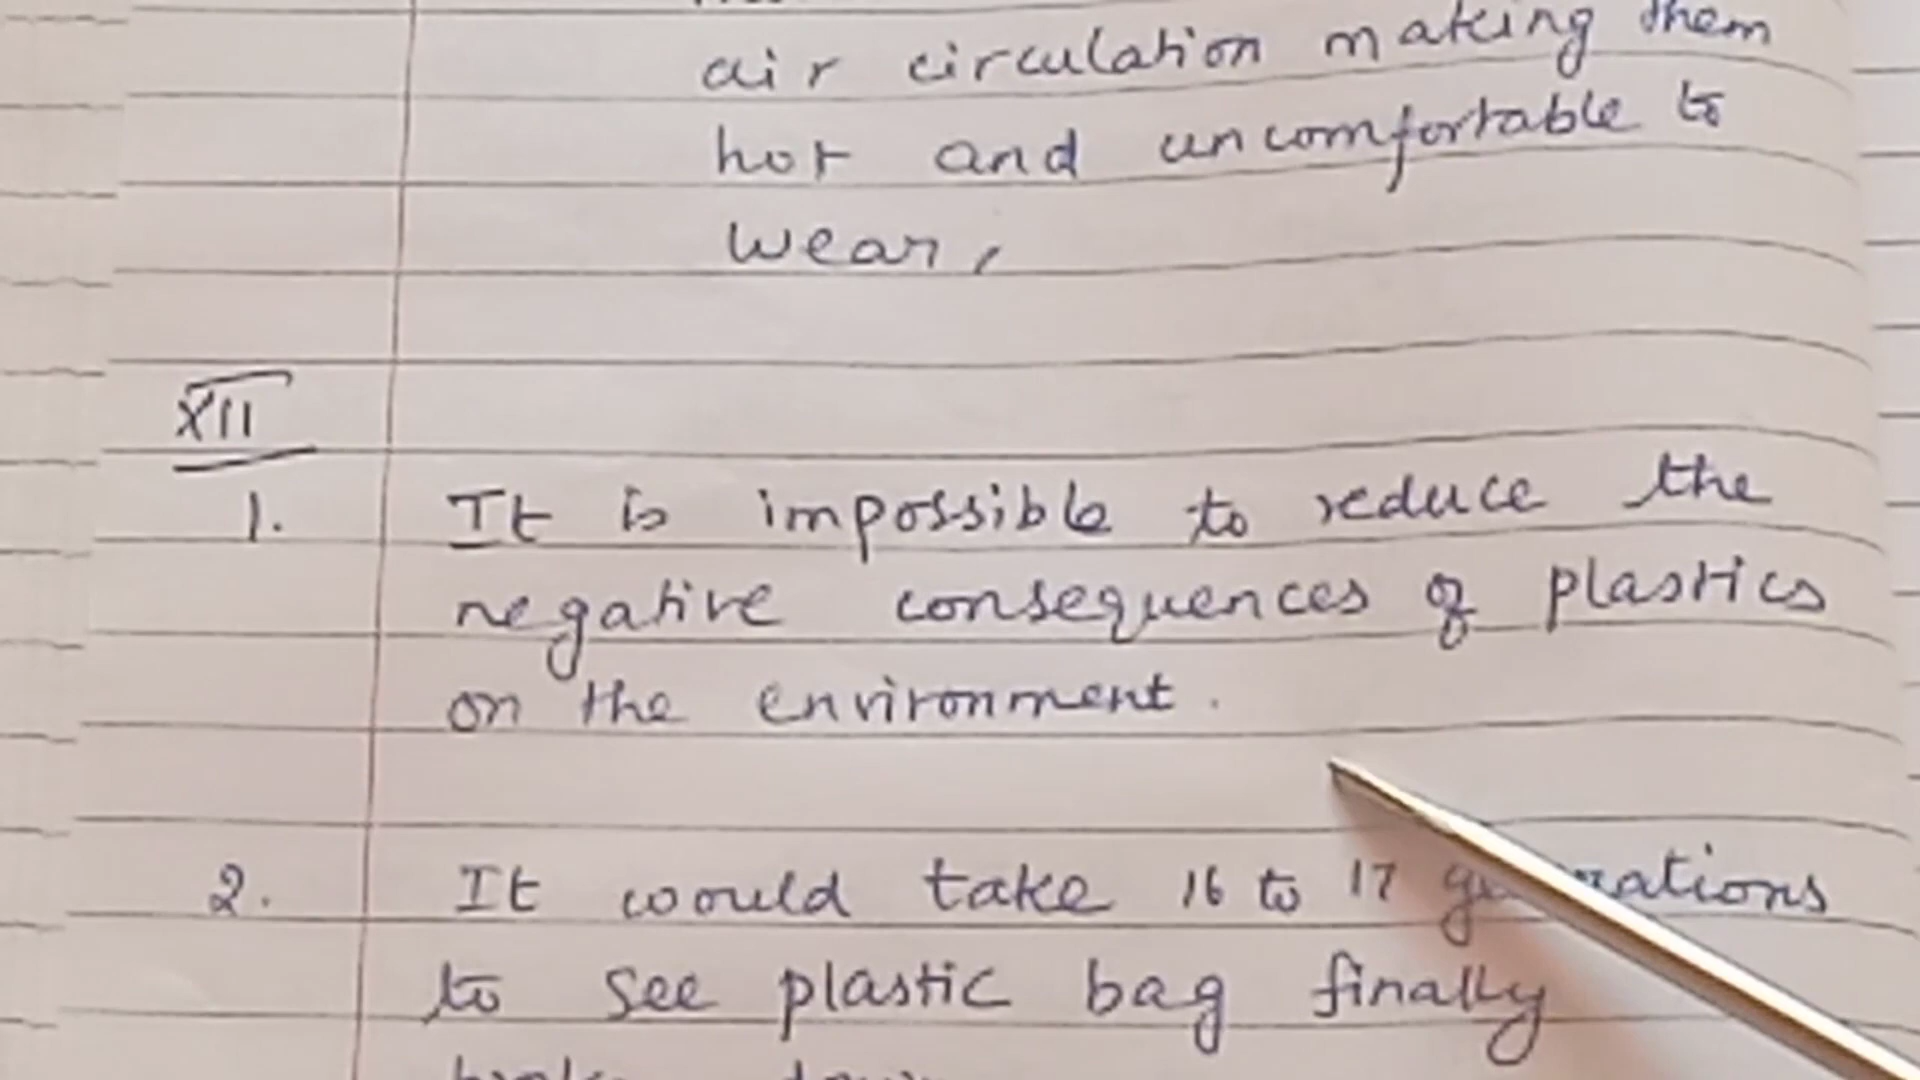 air circulation making them
hot and uncomfortable to
wear,
XII
1. It is impossible to reduce the
negative consequences of plastics
on the environment.
2. It would take 16 to 17 generations
to see plastic bag finally